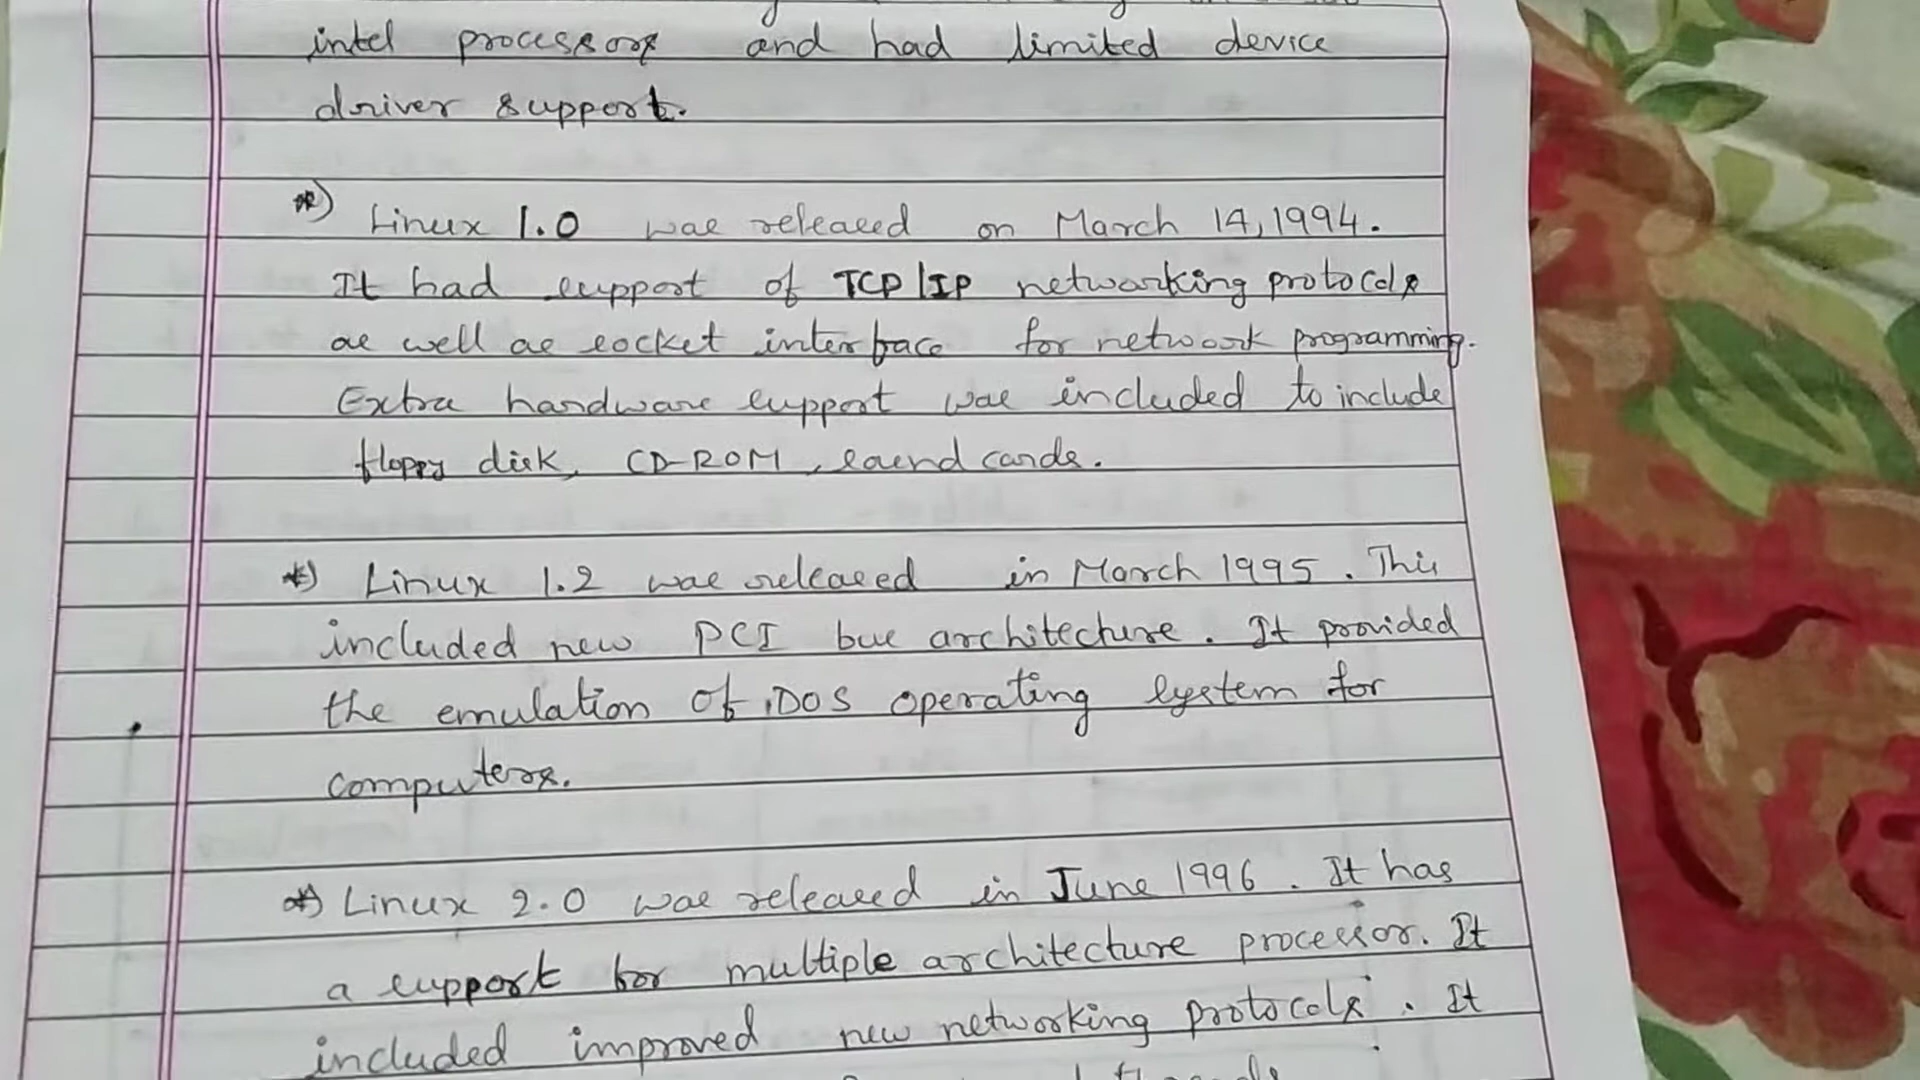 intel processors and had limited device
driver support.
*) Linux 1.0 was released on March 14, 1994.
It had support of TCP/IP networking protocols
as well as socket interface for network programming.
Extra hardware support was included to include
floppy disk, CD-ROM, sound cards.
*) Linux 1.2 was released in March 1995. This
included new PCI bus architecture. It provided
the emulation of DOS operating system for
computers.
*) Linux 2.0 was released in June 1996. It has
a support for multiple architecture processor. It
included improved new networking protocols. It